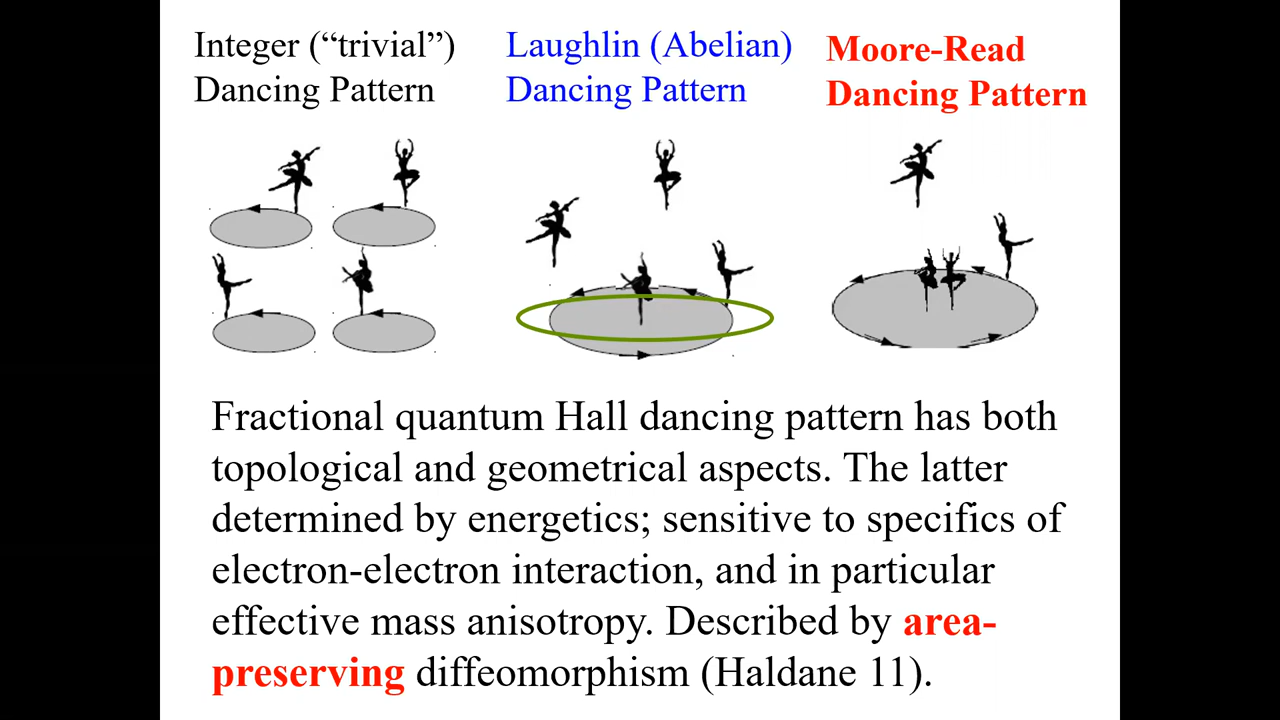 Integer (“trivial”)
Dancing Pattern
Laughlin (Abelian)
Dancing Pattern
Moore-Read
Dancing Pattern
Fractional quantum Hall dancing pattern has both
topological and geometrical aspects. The latter
determined by energetics; sensitive to specifics of
electron-electron interaction, and in particular
effective mass anisotropy. Described by area-
preserving diffeomorphism (Haldane 11).